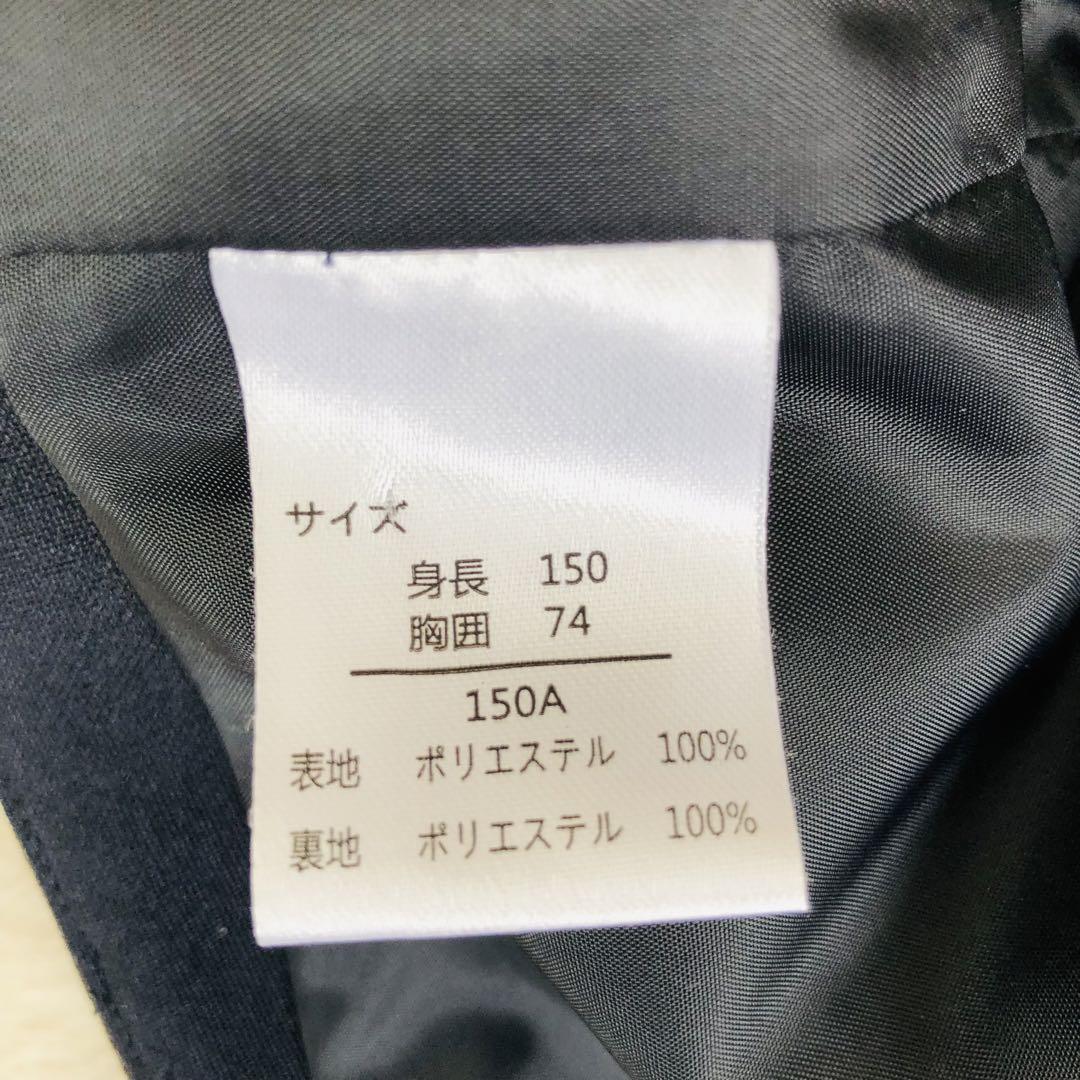 サイズ
身長 150
胸囲 74
150A
表地 ポリエステル 100%
裏地 ポリエステル 100%